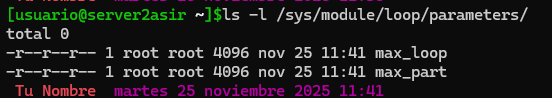 [usuario@server2asir ~]$ls -l /sys/module/loop/parameters/
total 0
-r--r--r-- 1 root root 4096 nov 25 11:41 max_loop
-r--r--r-- 1 root root 4096 nov 25 11:41 max_part
Tu Nombre martes 25 noviembre 2025 11:41